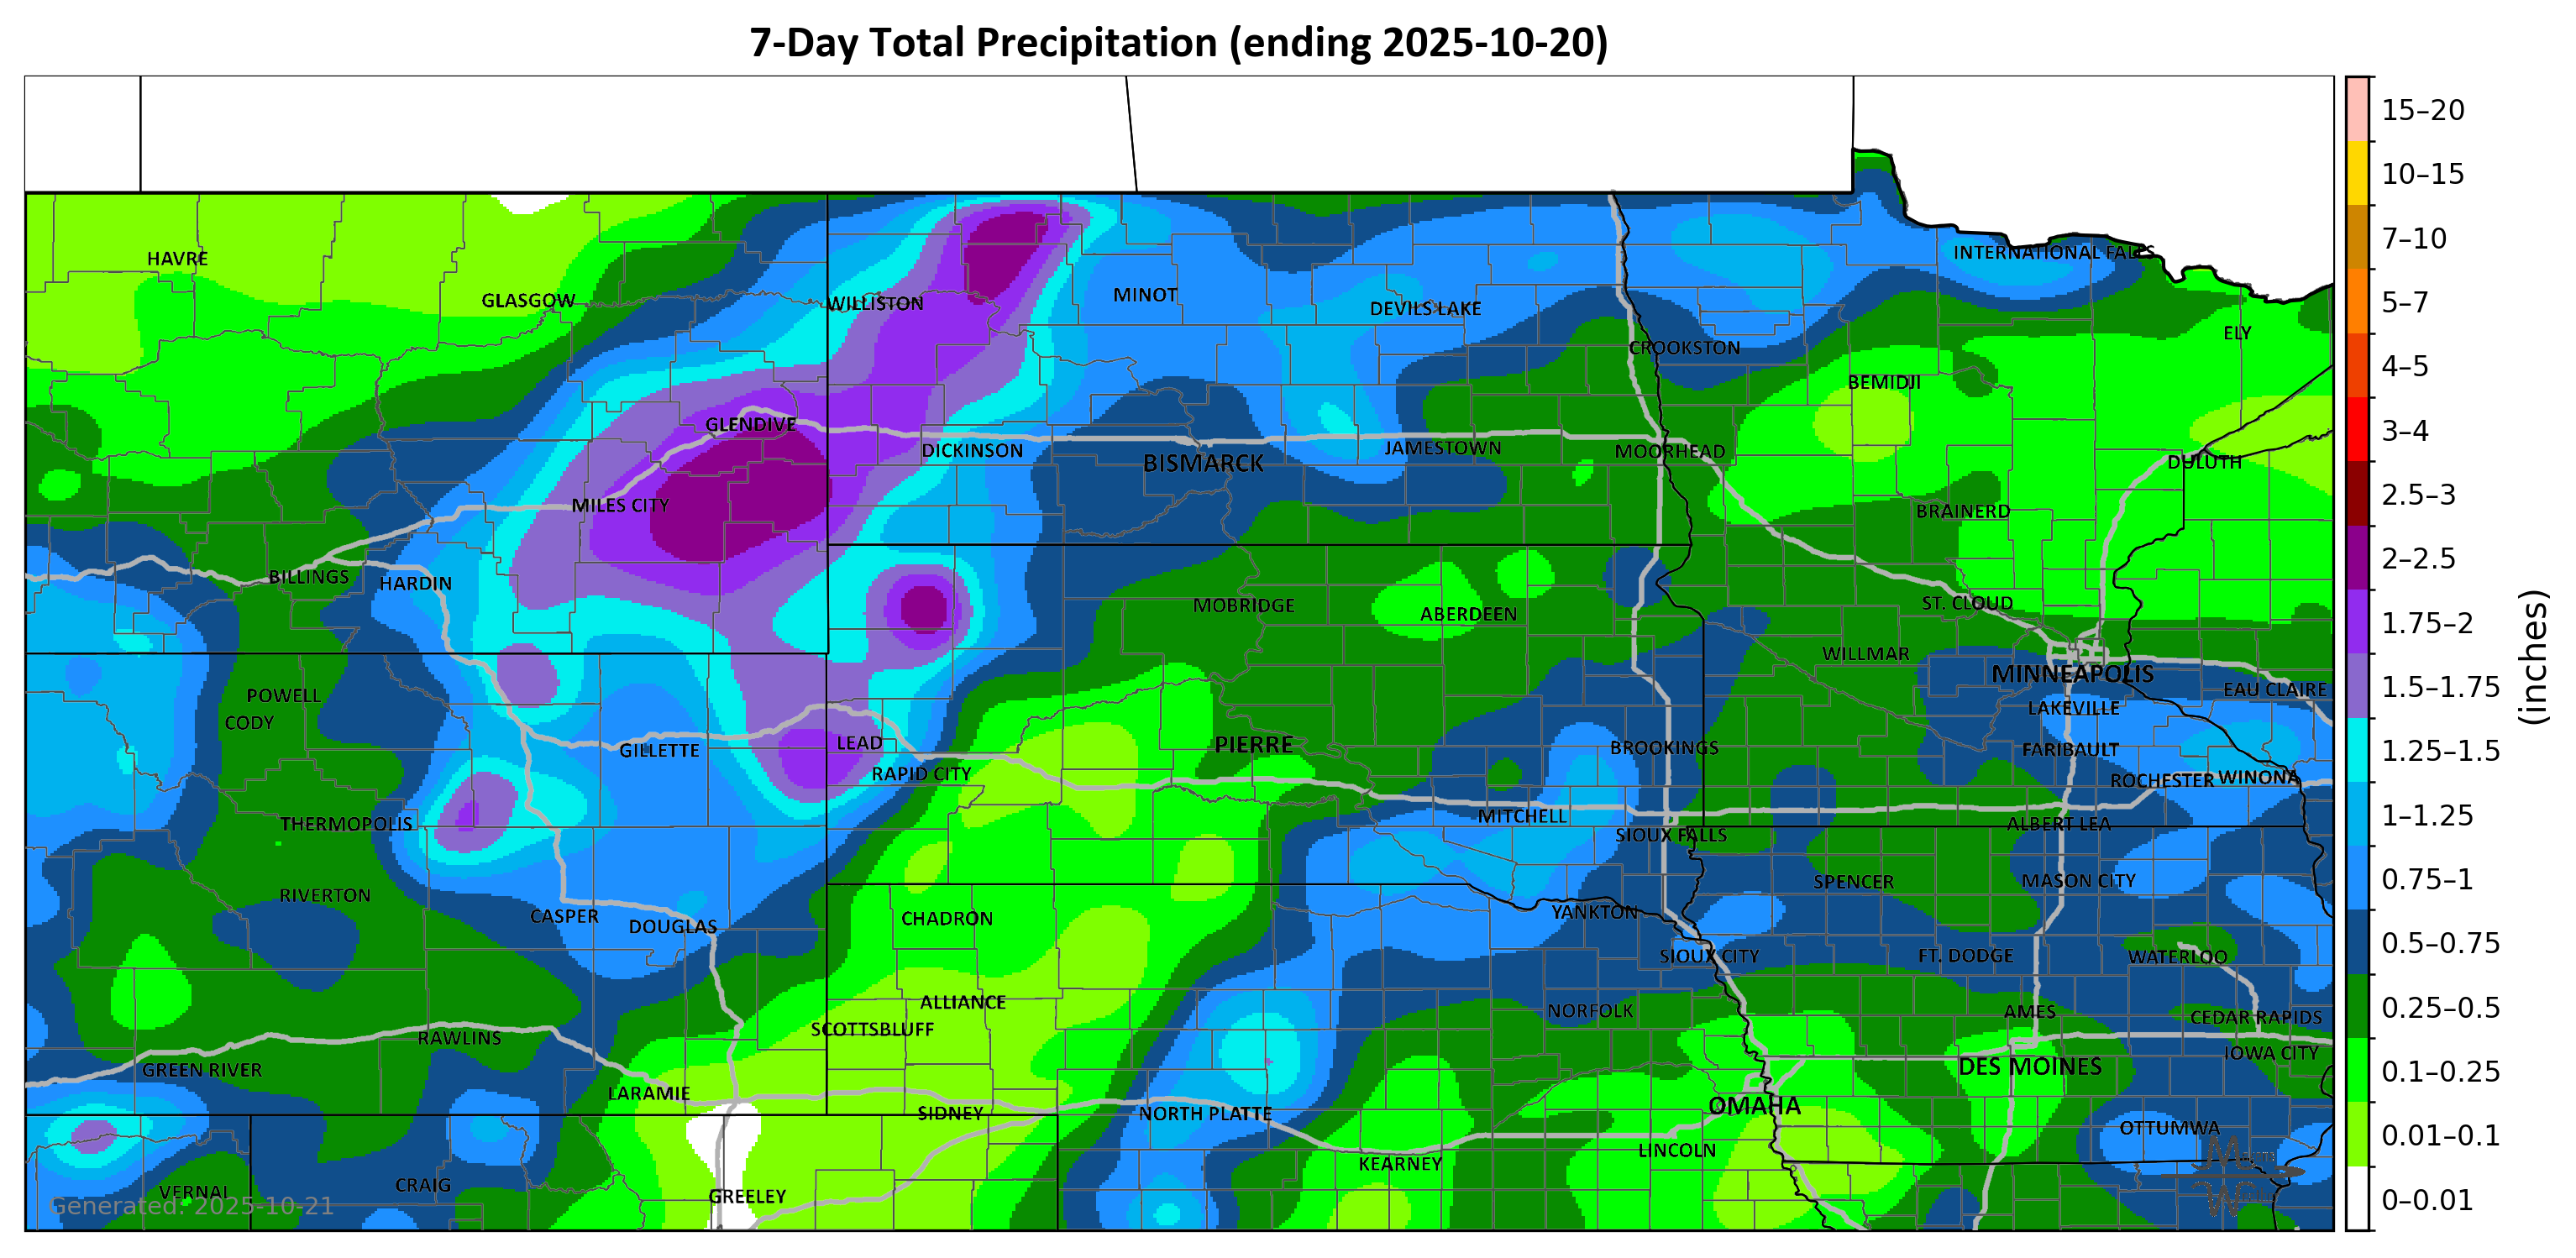 7-Day Total Precipitation (ending 2025-10-20)
15–20
10–15
7–10
5–7
4–5
3–4
2.5–3
2–2.5
1.75–2
1.5–1.75
1.25–1.5
1–1.25
0.75–1
0.5–0.75
0.25–0.5
0.1–0.25
0.01–0.1
0–0.01
(inches)
HAVRE
INTERNATIONAL FALLS
GLASGOW
WILLISTON
MINOT
DEVILS LAKE
ELY
CROOKSTON
BEMIDJI
GLENDIVE
DICKINSON
BISMARCK
JAMESTOWN
MOORHEAD
DULUTH
MILES CITY
BRAINERD
BILLINGS
HARDIN
MOBRIDGE
ABERDEEN
ST. CLOUD
WILLMAR
MINNEAPOLIS
POWELL
EAU CLAIRE
CODY
LAKEVILLE
GILLETTE
LEAD
PIERRE
BROOKINGS
FARIBAULT
RAPID CITY
ROCHESTER
WINONA
THERMOPOLIS
MITCHELL
SIOUX FALLS
ALBERT LEA
RIVERTON
SPENCER
MASON CITY
CASPER
DOUGLAS
CHADRON
YANKTON
SIOUX CITY
FT. DODGE
WATERLOO
ALLIANCE
NORFOLK
AMES
CEDAR RAPIDS
SCOTTSBLUFF
RAWLINS
IOWA CITY
GREEN RIVER
DES MOINES
LARAMIE
OMAHA
SIDNEY
NORTH PLATTE
OTTUMWA
KEARNEY
LINCOLN
VERNAL
CRAIG
GREELEY
Generated: 2025-10-21